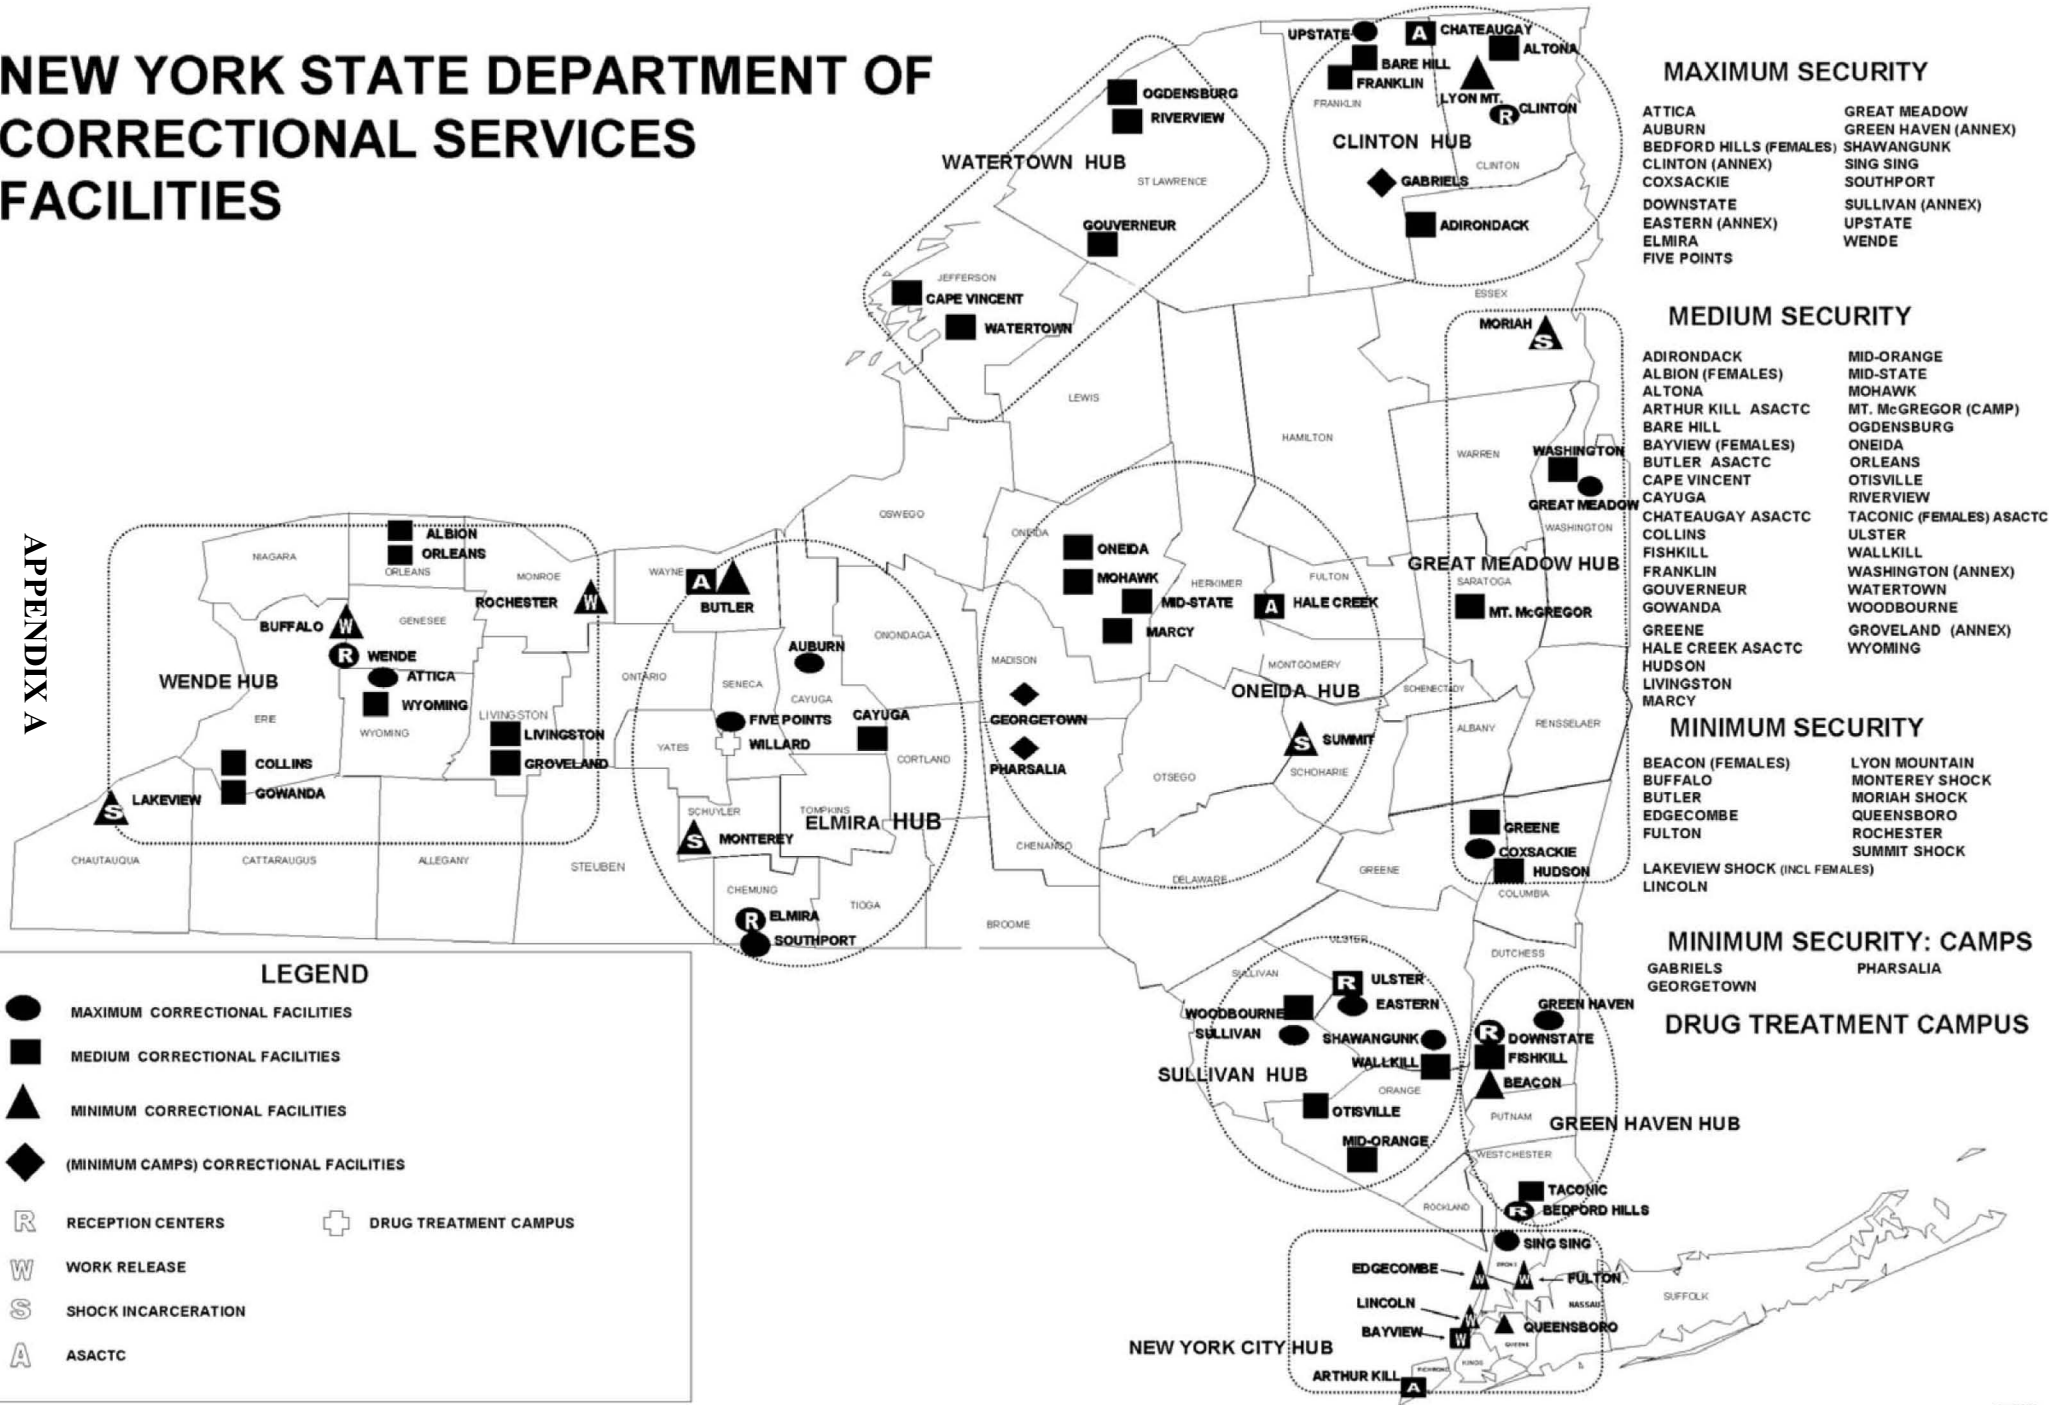 NEW YORK STATE DEPARTMENT OF
CORRECTIONAL SERVICES
FACILITIES
APPENDIX A
UPSTATE
A
CHATEAUGAY
ALTONA
BARE HILL
FRANKLIN
LYON MT.
R
CLINTON
FRANKLIN
CLINTON HUB
CLINTON
GABRIELS
ADIRONDACK
ESSEX
OGDENSBURG
RIVERVIEW
WATERTOWN HUB
ST LAWRENCE
GOUVERNEUR
JEFFERSON
CAPE VINCENT
WATERTOWN
LEWIS
HAMILTON
MORIAH
S
WARREN
WASHINGTON
GREAT MEADOW
WASHINGTON
GREAT MEADOW HUB
SARATOGA
MT. McGREGOR
SCHENECTADY
ALBANY
RENSSELAER
GREENE
COXSACKIE
HUDSON
GREENE
COLUMBIA
OSWEGO
ONEIDA
ONEIDA
MOHAWK
MID-STATE
MARCY
HERKIMER
FULTON
A
HALE CREEK
MADISON
MONTGOMERY
ONEIDA HUB
GEORGETOWN
PHARSALIA
S
SUMMIT
OTSEGO
SCHOHARIE
CHENANGO
DELAWARE
BROOME
ALBION
ORLEANS
NIAGARA
ORLEANS
MONROE
ROCHESTER
W
BUFFALO
W
GENESEE
R
WENDE
ATTICA
WENDE HUB
WYOMING
ERIE
WYOMING
LIVINGSTON
LIVINGSTON
GROVELAND
COLLINS
GOWANDA
S
LAKEVIEW
CHAUTAUQUA
CATTARAUGUS
ALLEGANY
STEUBEN
WAYNE
A
BUTLER
AUBURN
ONONDAGA
ONTARIO
SENECA
CAYUGA
FIVE POINTS
CAYUGA
WILLARD
YATES
CORTLAND
SCHUYLER
TOMPKINS
ELMIRA HUB
S
MONTEREY
CHEMUNG
TIOGA
R
ELMIRA
SOUTHPORT
ULSTER
SULLIVAN
R
ULSTER
EASTERN
WOODBOURNE
SULLIVAN
SHAWANGUNK
WALLKILL
SULLIVAN HUB
ORANGE
OTISVILLE
MID-ORANGE
DUTCHESS
GREEN HAVEN
R
DOWNSTATE
FISHKILL
BEACON
PUTNAM
GREEN HAVEN HUB
WESTCHESTER
TACONIC
R
BEDFORD HILLS
ROCKLAND
SING SING
EDGECOMBE
W
BRONX
W
FULTON
LINCOLN
W
NASSAU
SUFFOLK
BAYVIEW
W
QUEENSBORO
NEW YORK CITY HUB
QUEENS
KINGS
RICHMOND
ARTHUR KILL
A
LEGEND
MAXIMUM CORRECTIONAL FACILITIES
MEDIUM CORRECTIONAL FACILITIES
MINIMUM CORRECTIONAL FACILITIES
(MINIMUM CAMPS) CORRECTIONAL FACILITIES
R RECEPTION CENTERS
DRUG TREATMENT CAMPUS
W WORK RELEASE
S SHOCK INCARCERATION
A ASACTC
MAXIMUM SECURITY
ATTICA GREAT MEADOW
AUBURN GREEN HAVEN (ANNEX)
BEDFORD HILLS (FEMALES) SHAWANGUNK
CLINTON (ANNEX) SING SING
COXSACKIE SOUTHPORT
DOWNSTATE SULLIVAN (ANNEX)
EASTERN (ANNEX) UPSTATE
ELMIRA WENDE
FIVE POINTS
MEDIUM SECURITY
ADIRONDACK MID-ORANGE
ALBION (FEMALES) MID-STATE
ALTONA MOHAWK
ARTHUR KILL ASACTC MT. McGREGOR (CAMP)
BARE HILL OGDENSBURG
BAYVIEW (FEMALES) ONEIDA
BUTLER ASACTC ORLEANS
CAPE VINCENT OTISVILLE
CAYUGA RIVERVIEW
CHATEAUGAY ASACTC TACONIC (FEMALES) ASACTC
COLLINS ULSTER
FISHKILL WALLKILL
FRANKLIN WASHINGTON (ANNEX)
GOUVERNEUR WATERTOWN
GOWANDA WOODBOURNE
GREENE GROVELAND (ANNEX)
HALE CREEK ASACTC WYOMING
HUDSON
LIVINGSTON
MARCY
MINIMUM SECURITY
BEACON (FEMALES) LYON MOUNTAIN
BUFFALO MONTEREY SHOCK
BUTLER MORIAH SHOCK
EDGECOMBE QUEENSBORO
FULTON ROCHESTER
SUMMIT SHOCK
LAKEVIEW SHOCK (INCL FEMALES)
LINCOLN
MINIMUM SECURITY: CAMPS
GABRIELS PHARSALIA
GEORGETOWN
DRUG TREATMENT CAMPUS